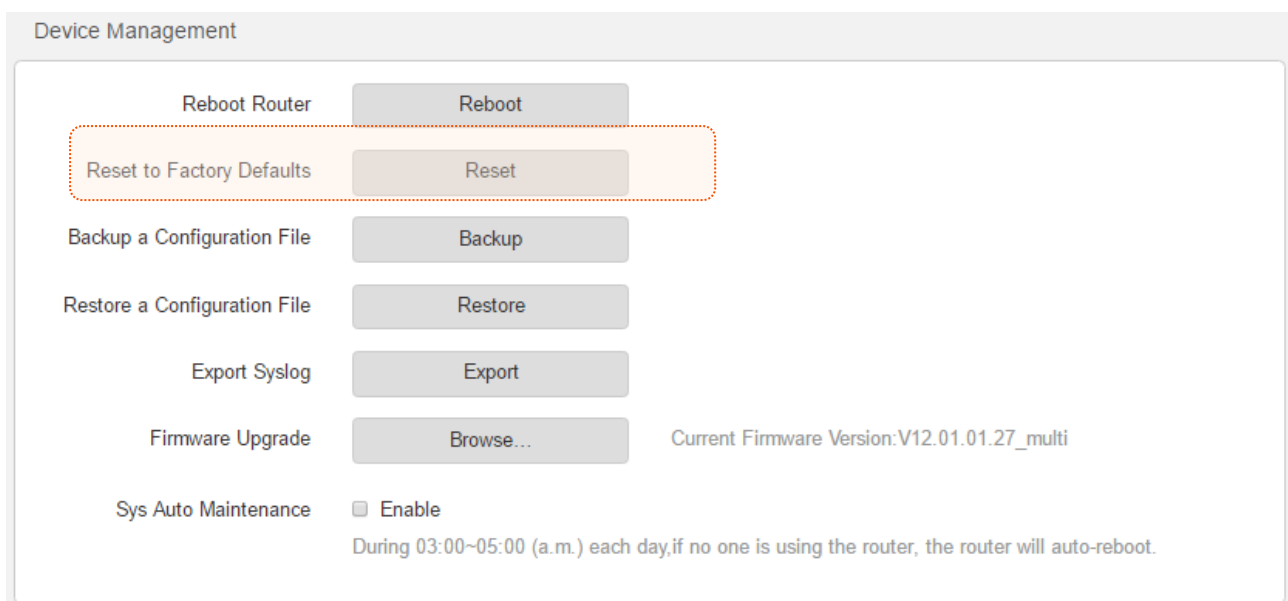 Device Management
Reboot Router Reboot
Reset to Factory Defaults Reset
Backup a Configuration File Backup
Restore a Configuration File Restore
Export Syslog Export
Firmware Upgrade Browse... Current Firmware Version:V12.01.01.27_multi
Sys Auto Maintenance Enable
During 03:00~05:00 (a.m.) each day,if no one is using the router, the router will auto-reboot.